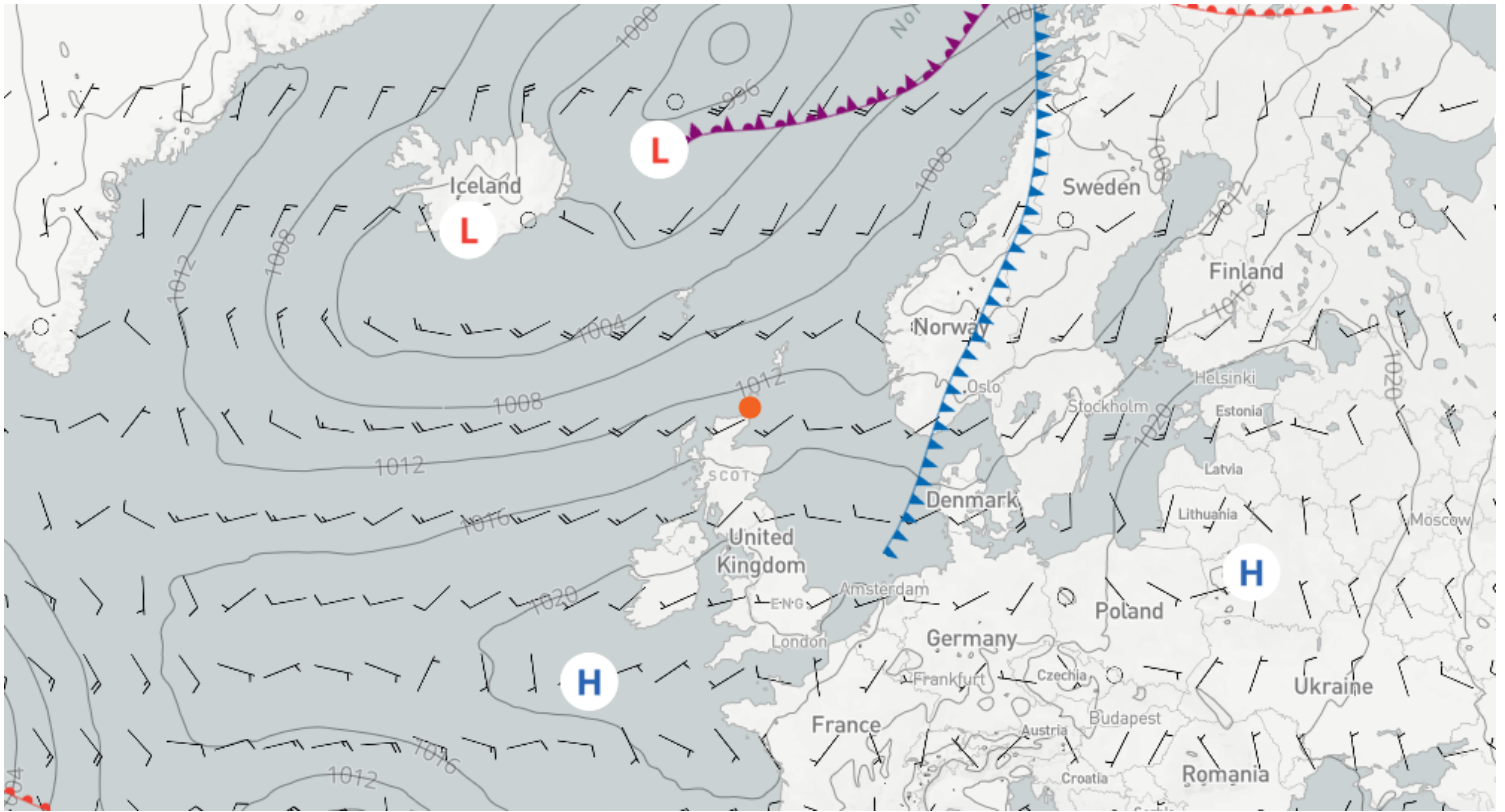 1000
Nor
1004
996
L
1008
1008
Iceland
Sweden
L
1012
1012
1008
Finland
1016
1004
Norway
1020
1012
Helsinki
Oslo
1008
Stockholm
Estonia
1020
1012
SCOT.
Latvia
Denmark
1016
Lithuania
Moscow
United
Kingdom
H
1020
Amsterdam
ENG.
Poland
London
Germany
H
Frankfurt
Czechia
Ukraine
Budapest
France
Austria
1016
1012
Croatia
Romania